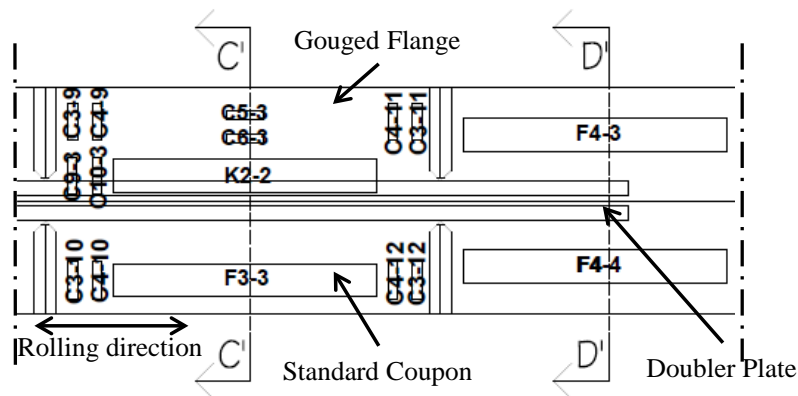 C'
Gouged Flange
D'
C3-9
C4-9
C5-3
C6-3
C4-11
C3-11
F4-3
C9-3
C10-3
K2-2
C3-10
C4-10
F3-3
C4-12
C3-12
F4-4
Rolling direction
C'
Standard Coupon
D'
Doubler Plate